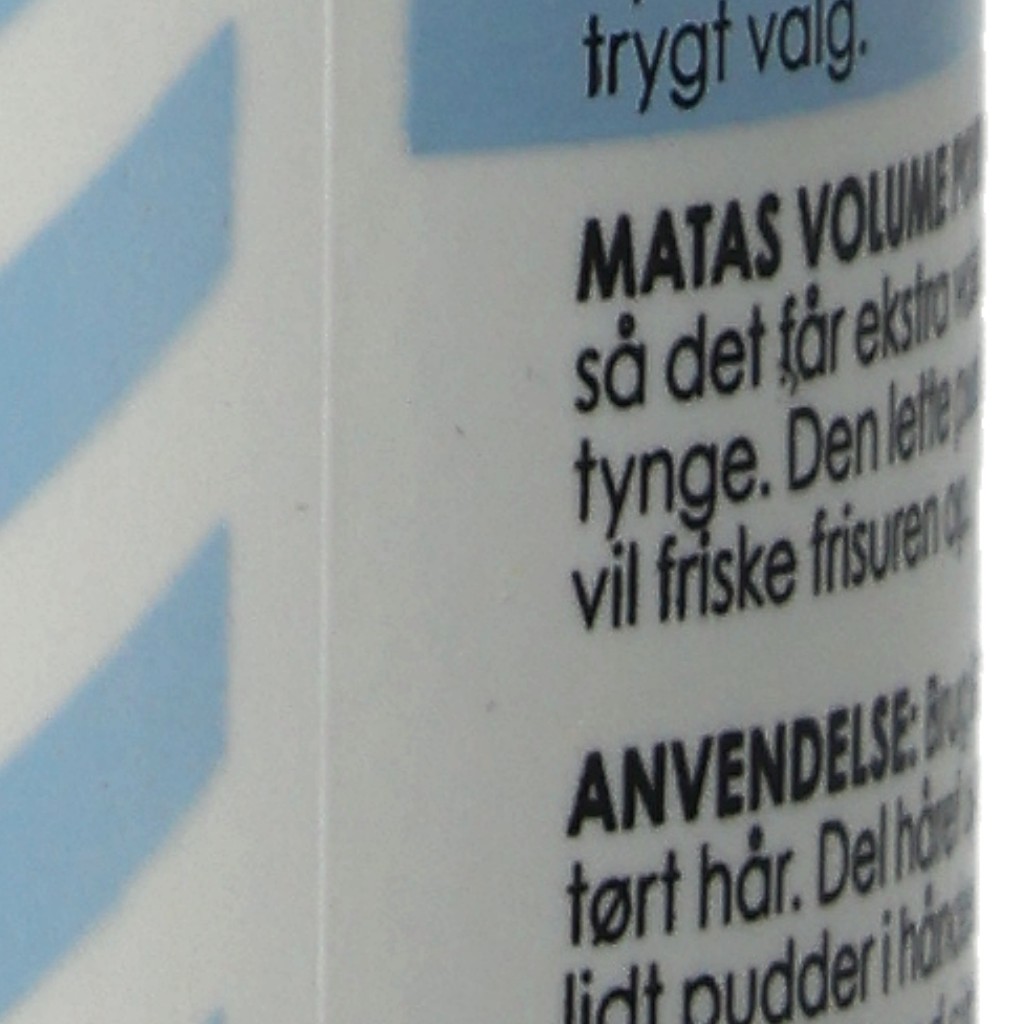 trygt valg.
MATAS VOLUME
så det får ekstra
tynge. Den lette
vil friske frisuren op
ANVENDELSE: Brug
tørt hår. Del håret
lidt pudder i